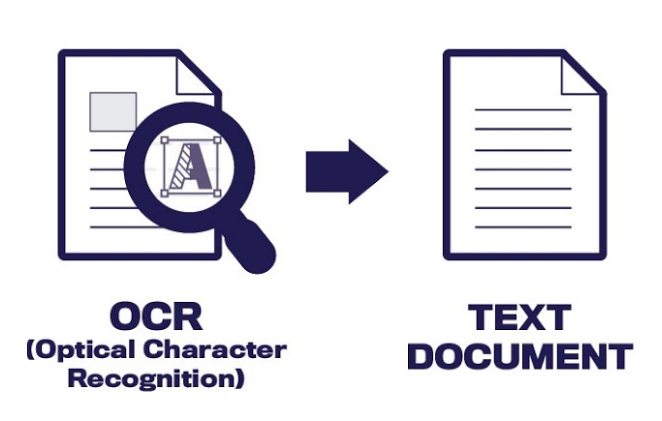 A
OCR
(Optical Character
Recognition)
TEXT
DOCUMENT